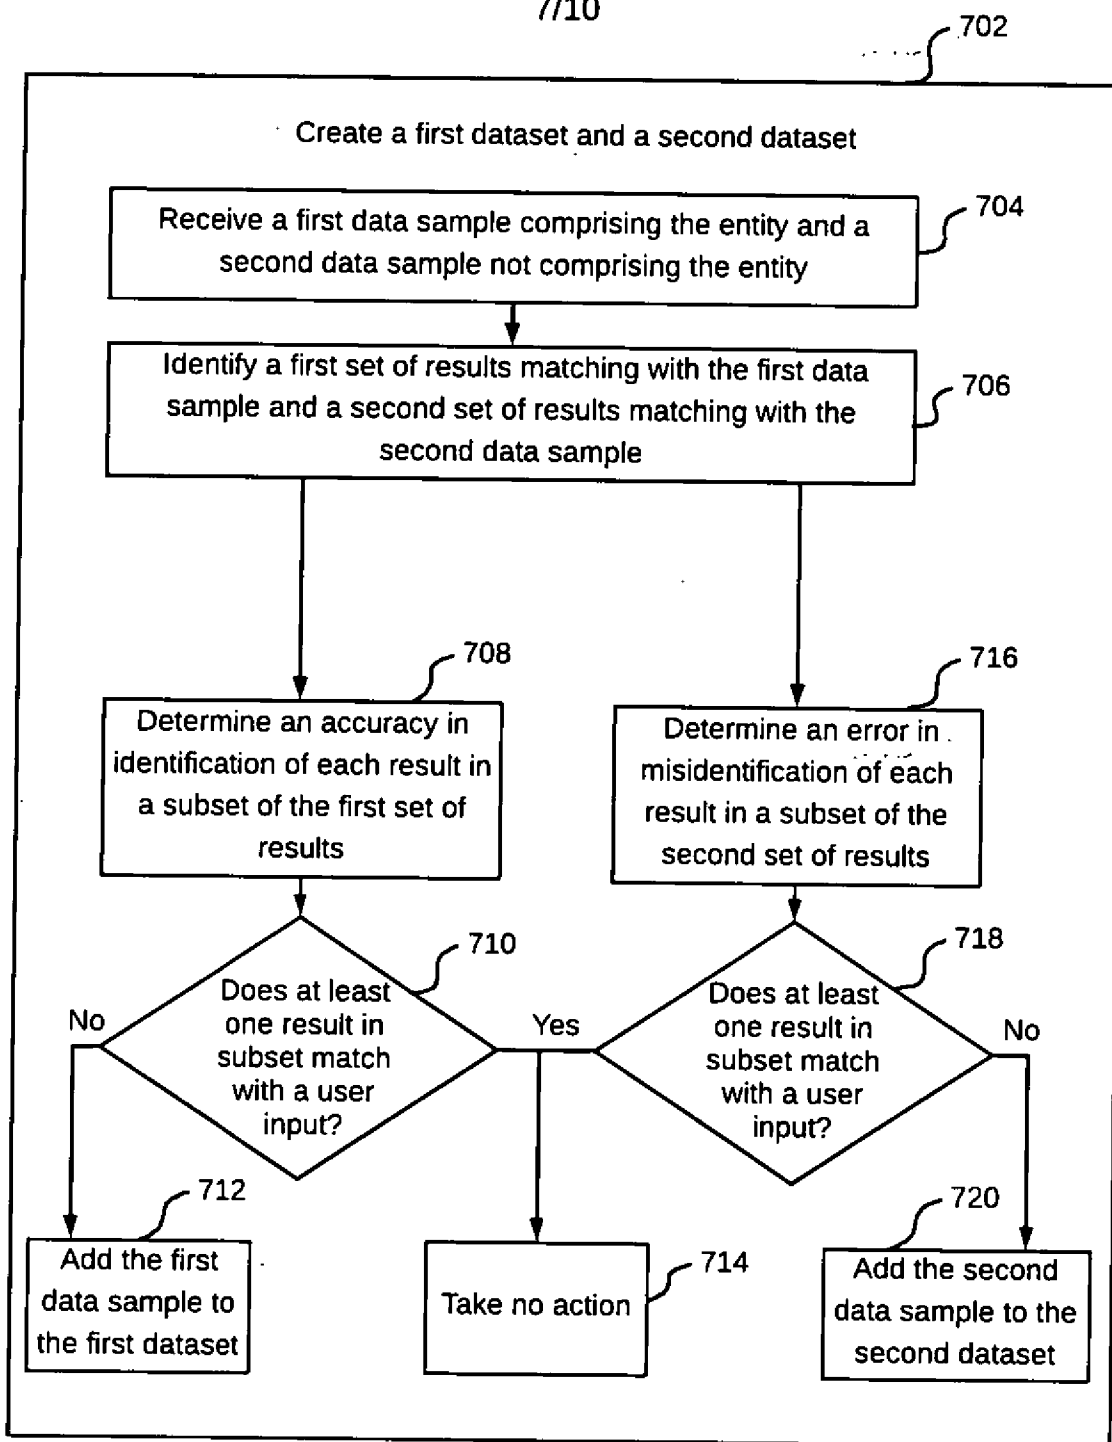 7/10
702
Create a first dataset and a second dataset
Receive a first data sample comprising the entity and a
second data sample not comprising the entity
704
Identify a first set of results matching with the first data
sample and a second set of results matching with the
second data sample
706
708
Determine an accuracy in
identification of each result in
a subset of the first set of
results
716
Determine an error in
misidentification of each
result in a subset of the
second set of results
710
Does at least
one result in
subset match
with a user
input?
No
Yes
718
Does at least
one result in
subset match
with a user
input?
No
712
Add the first
data sample to
the first dataset
714
Take no action
720
Add the second
data sample to the
second dataset